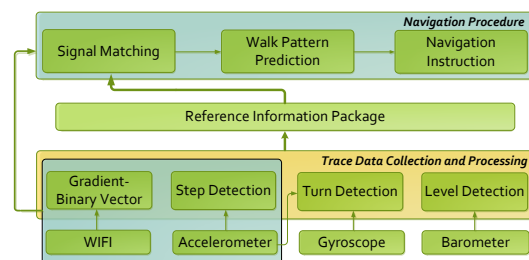 Navigation Procedure
Signal Matching
Walk Pattern
Prediction
Navigation
Instruction
Reference Information Package
Trace Data Collection and Processing
Gradient-
Binary Vector
Step Detection
Turn Detection
Level Detection
WIFI
Accelerometer
Gyroscope
Barometer